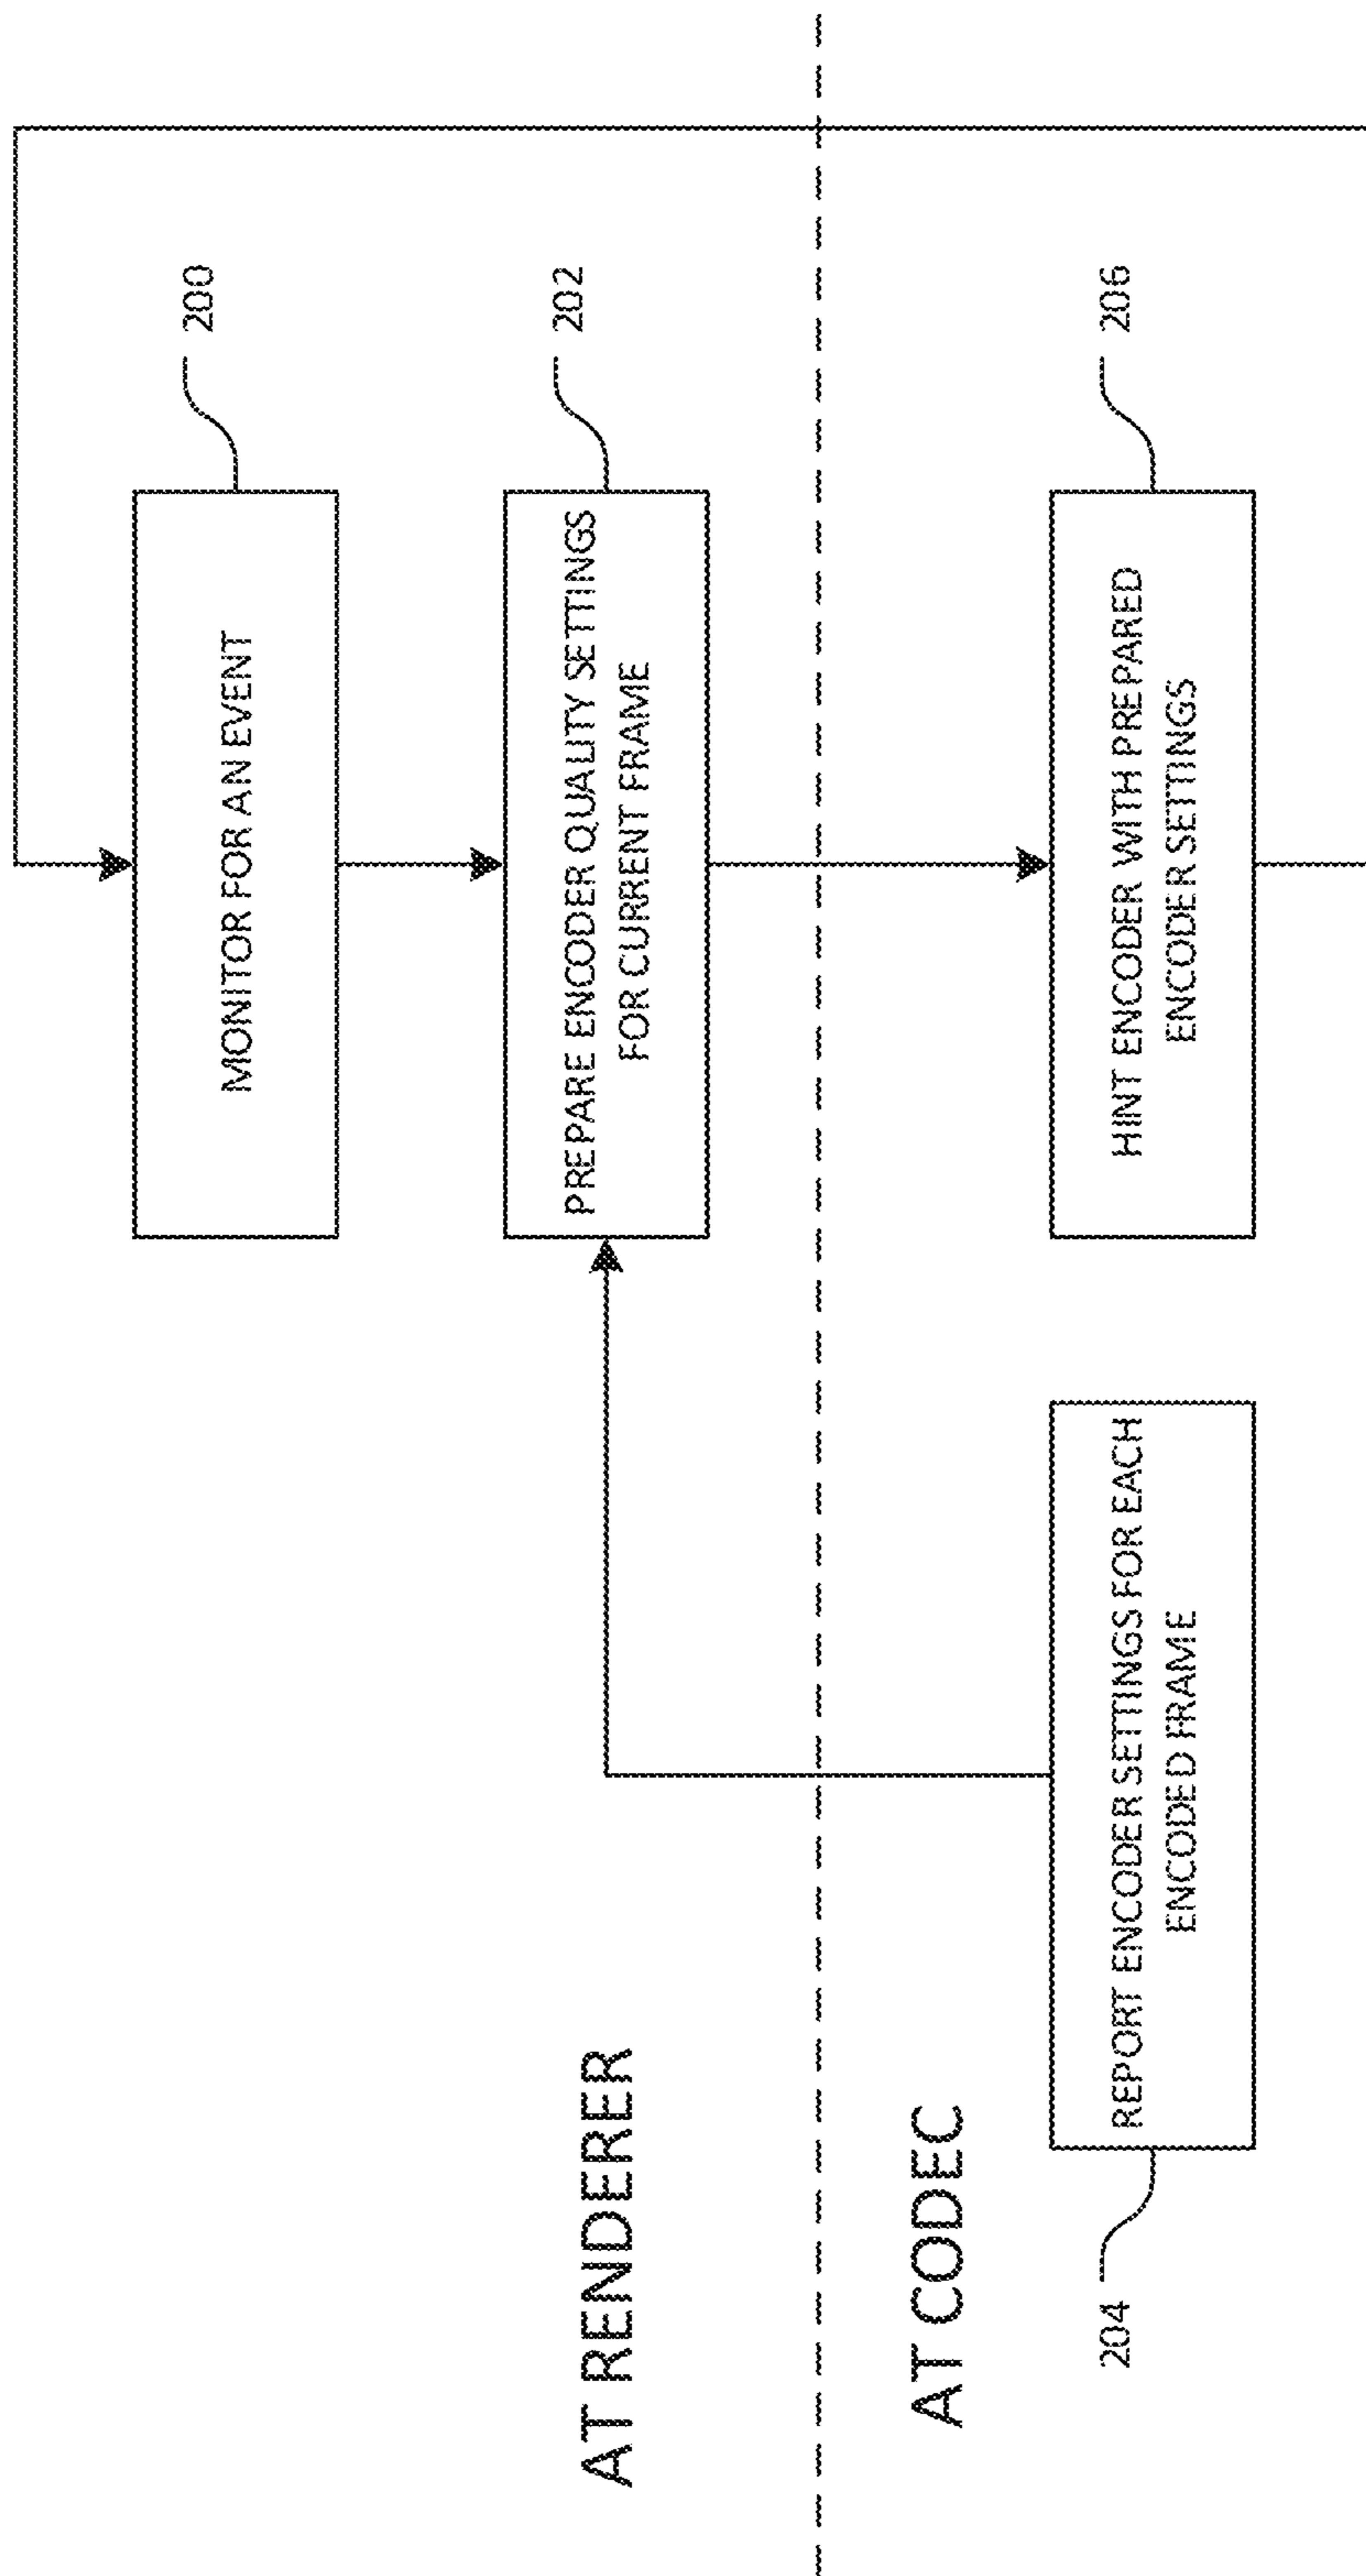 200
MONITOR FOR AN EVENT
202
PREPARE ENCODER QUALITY SETTINGS
FOR CURRENT FRAME
AT RENDERER
AT CODEC
204
REPORT ENCODER SETTINGS FOR EACH
ENCODED FRAME
206
HINT ENCODER WITH PREPARED
ENCODER SETTINGS